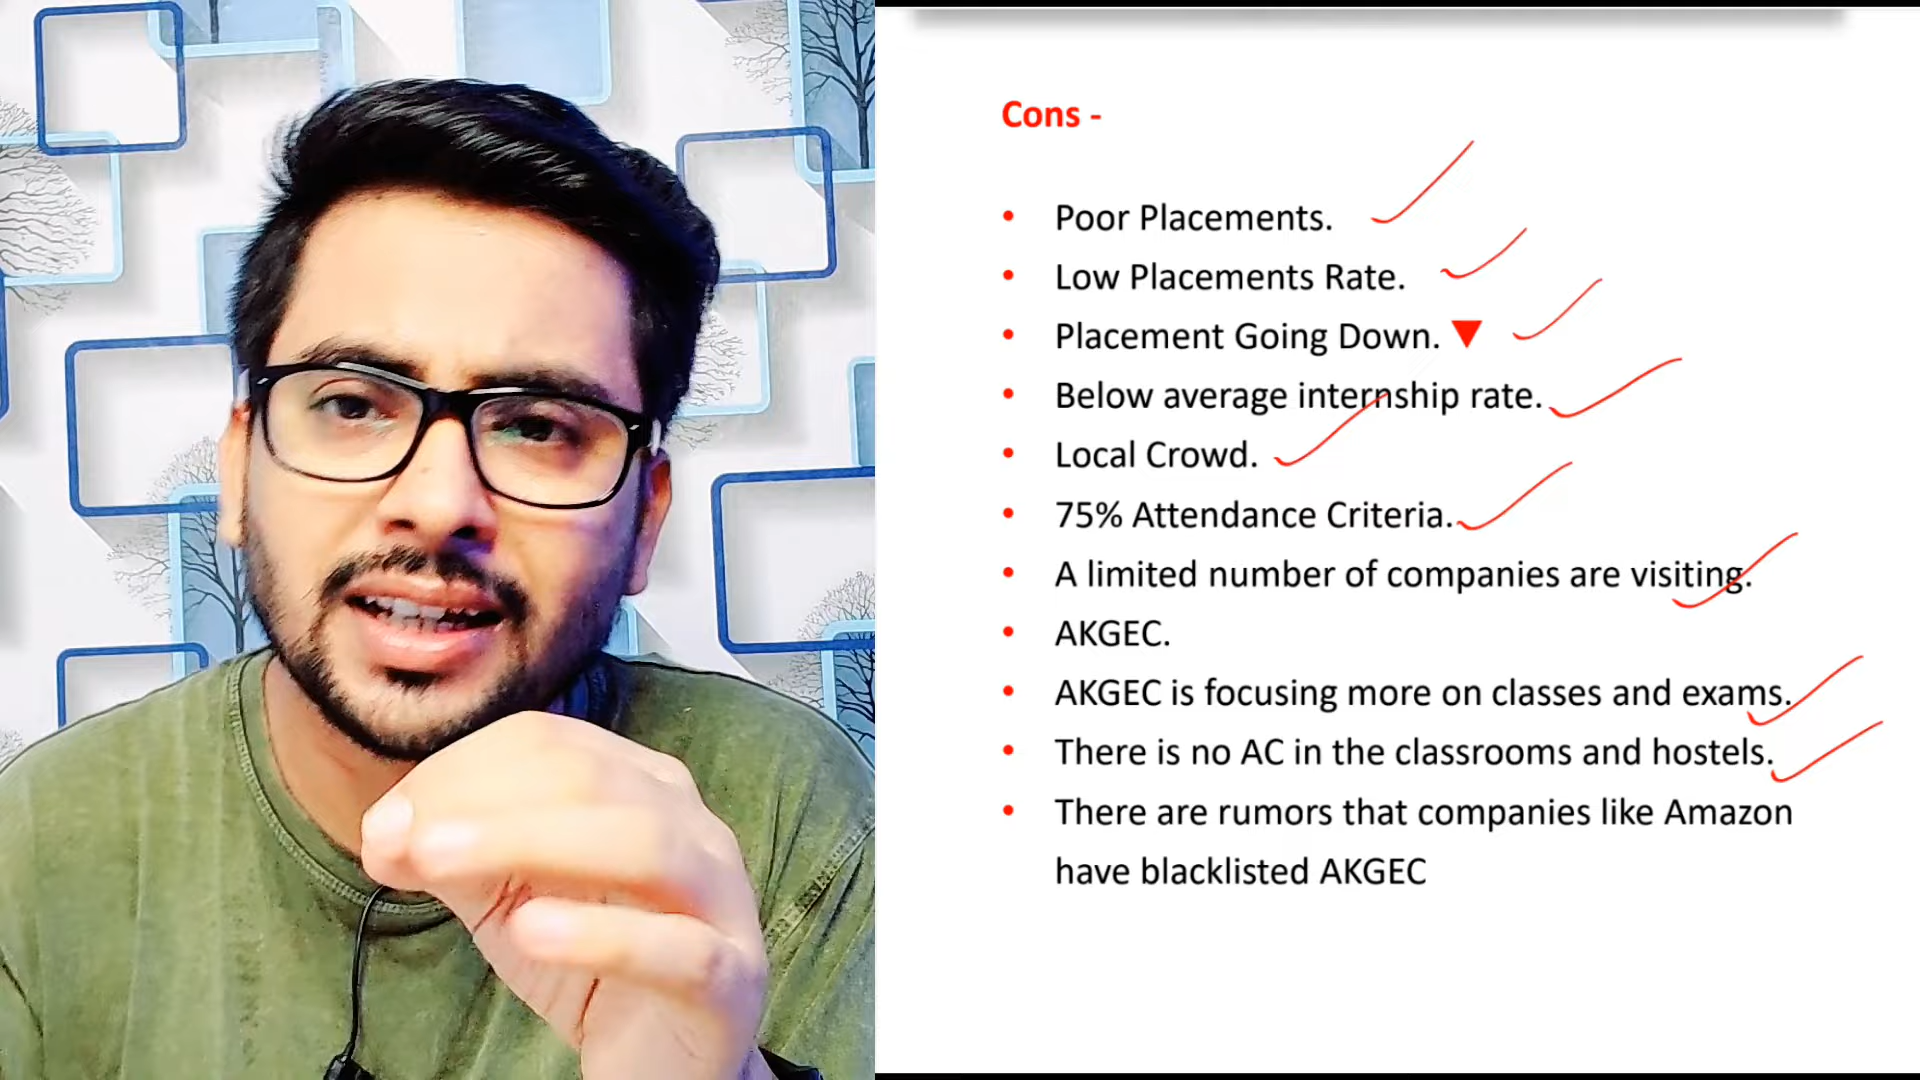 Cons -
• Poor Placements.
• Low Placements Rate.
• Placement Going Down.
• Below average internship rate.
• Local Crowd.
• 75% Attendance Criteria.
• A limited number of companies are visiting.
• AKGEC.
• AKGEC is focusing more on classes and exams.
• There is no AC in the classrooms and hostels.
• There are rumors that companies like Amazon
have blacklisted AKGEC